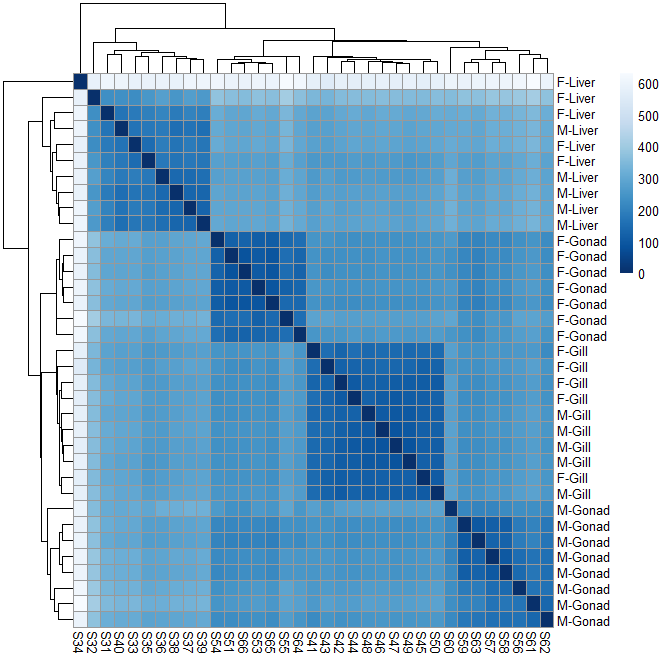 F-Liver
F-Liver
F-Liver
M-Liver
F-Liver
F-Liver
M-Liver
M-Liver
M-Liver
M-Liver
F-Gonad
F-Gonad
F-Gonad
F-Gonad
F-Gonad
F-Gonad
F-Gonad
F-Gill
F-Gill
F-Gill
F-Gill
M-Gill
M-Gill
M-Gill
M-Gill
F-Gill
M-Gill
M-Gonad
M-Gonad
M-Gonad
M-Gonad
M-Gonad
M-Gonad
M-Gonad
M-Gonad
600
500
400
300
200
100
0
S34
S32
S31
S40
S33
S35
S36
S38
S37
S39
S54
S51
S66
S53
S65
S55
S64
S41
S43
S42
S44
S48
S46
S47
S49
S45
S50
S60
S59
S63
S57
S58
S56
S61
S62